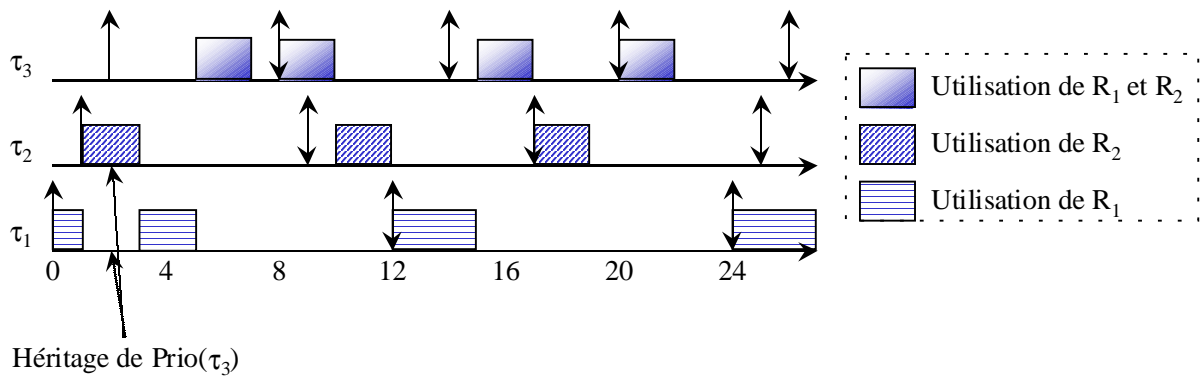 τ3
Utilisation de R1 et R2
τ2
Utilisation de R2
τ1
Utilisation de R1
0 4 8 12 16 20 24
Héritage de Prio(τ3)